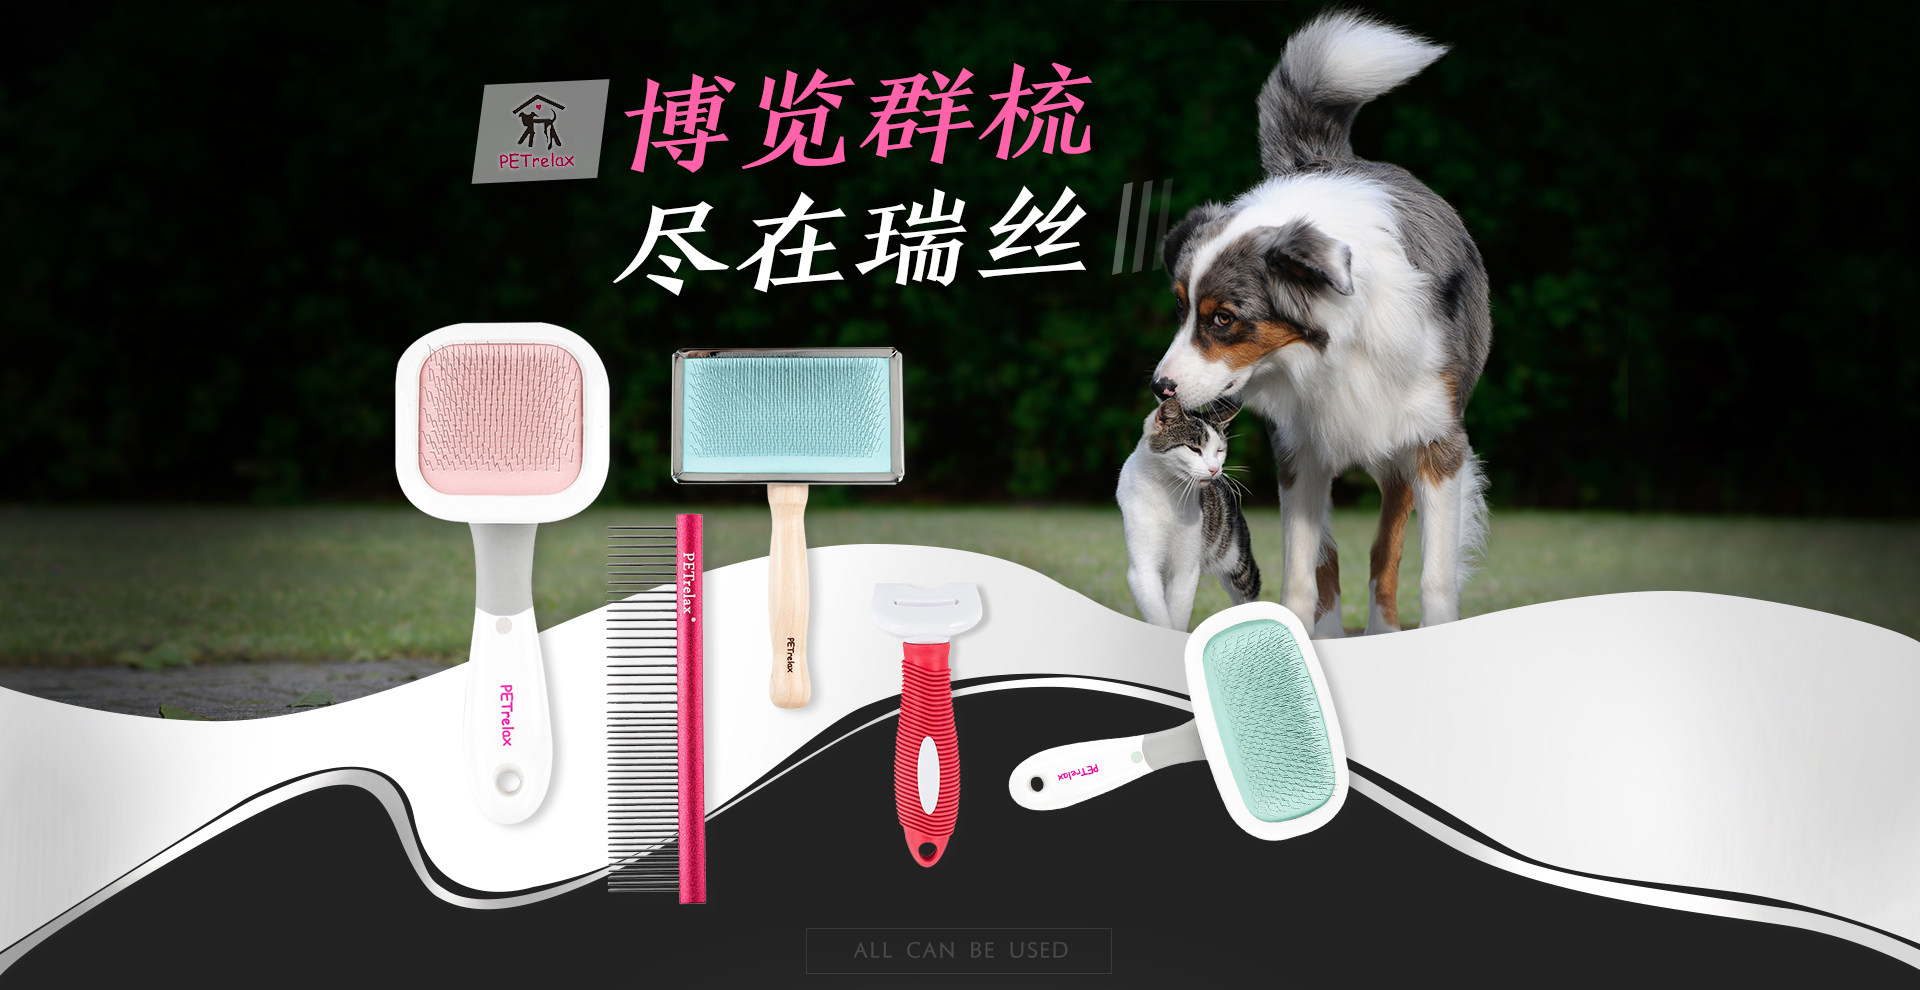 博览群梳
PETrelax
尽在瑞丝
PETrelax
PETrelax
PETrelax
PETrelax
ALL CAN BE USED